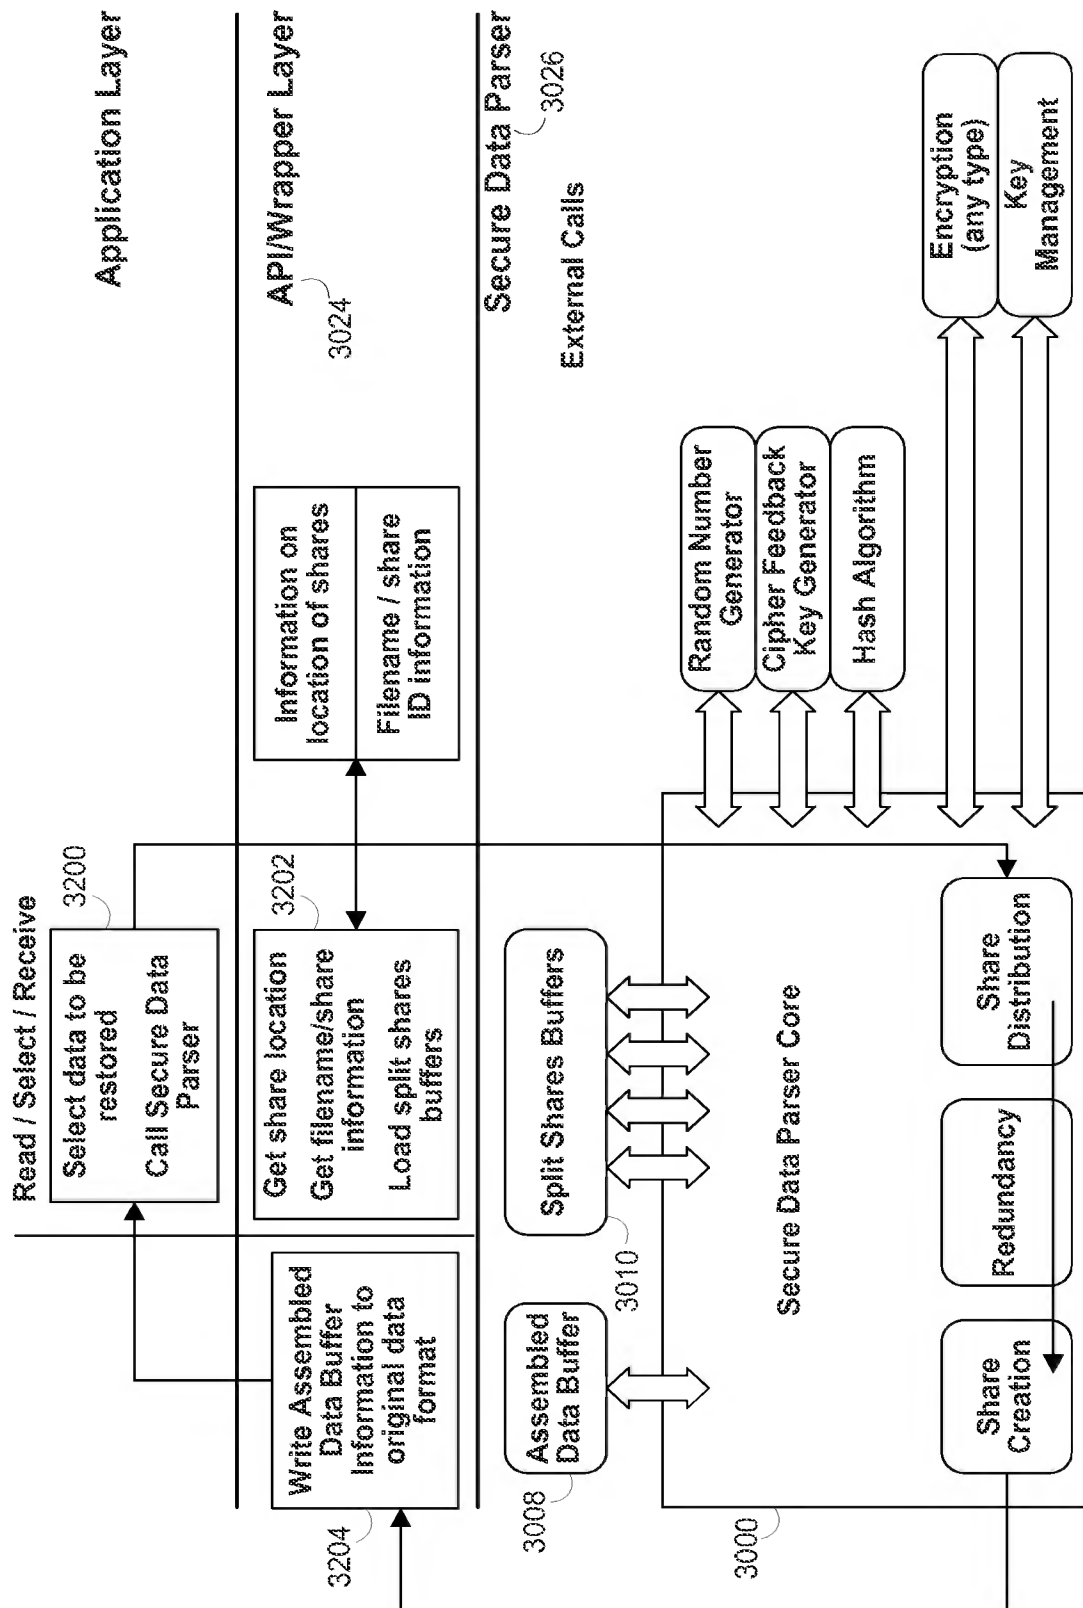 Application Layer
API/Wrapper Layer
3024
Secure Data Parser
3026
External Calls
Read / Select / Receive
Select data to be
restored
Call Secure Data
Parser
3200
Get share location
Get filename/share
information
Load split shares
buffers
3202
Information on
location of shares
Filename / share
ID information
Write Assembled
Data Buffer
Information to
original data
format
3204
Assembled
Data Buffer
3008
Split Shares Buffers
3010
Secure Data Parser Core
3000
Random Number
Generator
Cipher Feedback
Key Generator
Hash Algorithm
Encryption
(any type)
Key
Management
Share
Creation
Redundancy
Share
Distribution